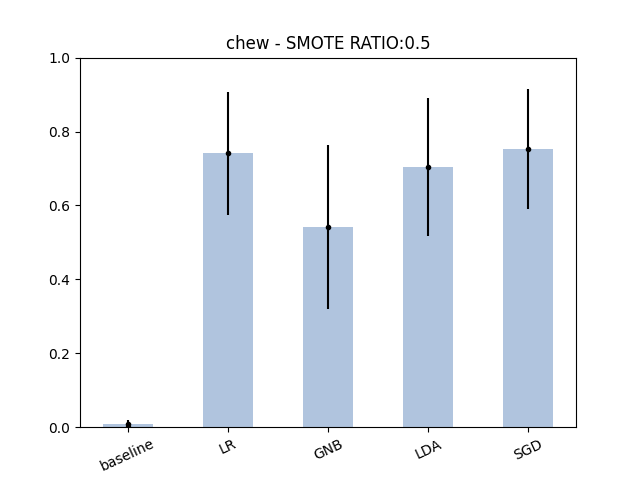 chew - SMOTE RATIO:0.5
1.0
0.8
0.6
0.4
0.2
0.0
baseline
LR
GNB
LDA
SGD